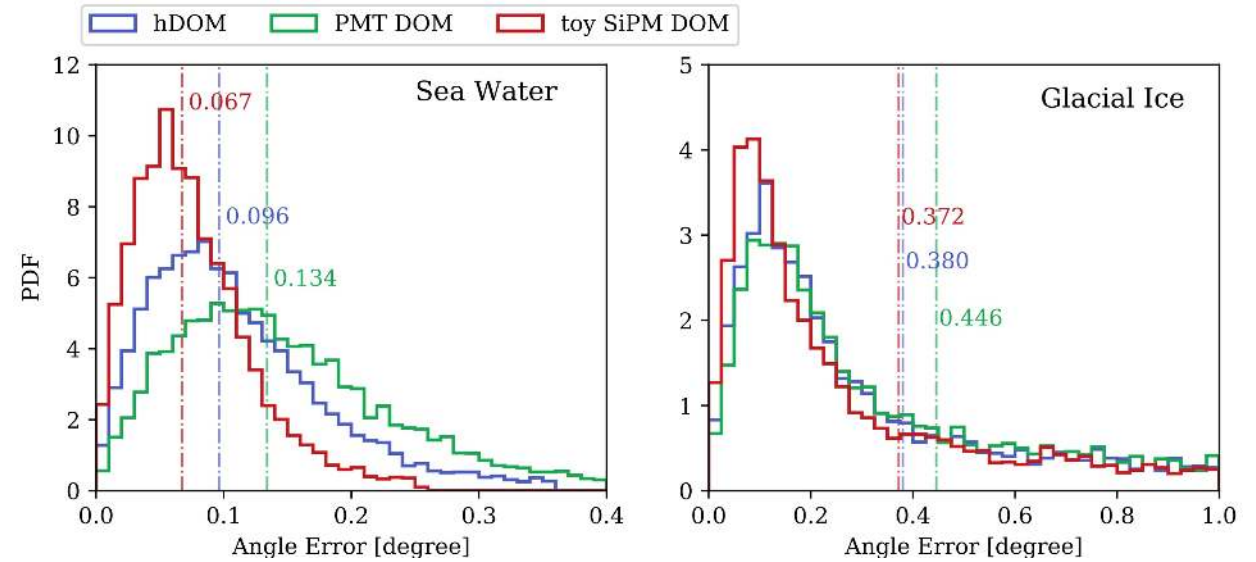 hDOM PMT DOM toy SiPM DOM
Sea Water
0.067
0.096
0.134
12
10
8
6
4
2
0
PDF
0.0 0.1 0.2 0.3 0.4
Angle Error [degree]
Glacial Ice
0.372
0.380
0.446
5
4
3
2
1
0
0.0 0.2 0.4 0.6 0.8 1.0
Angle Error [degree]